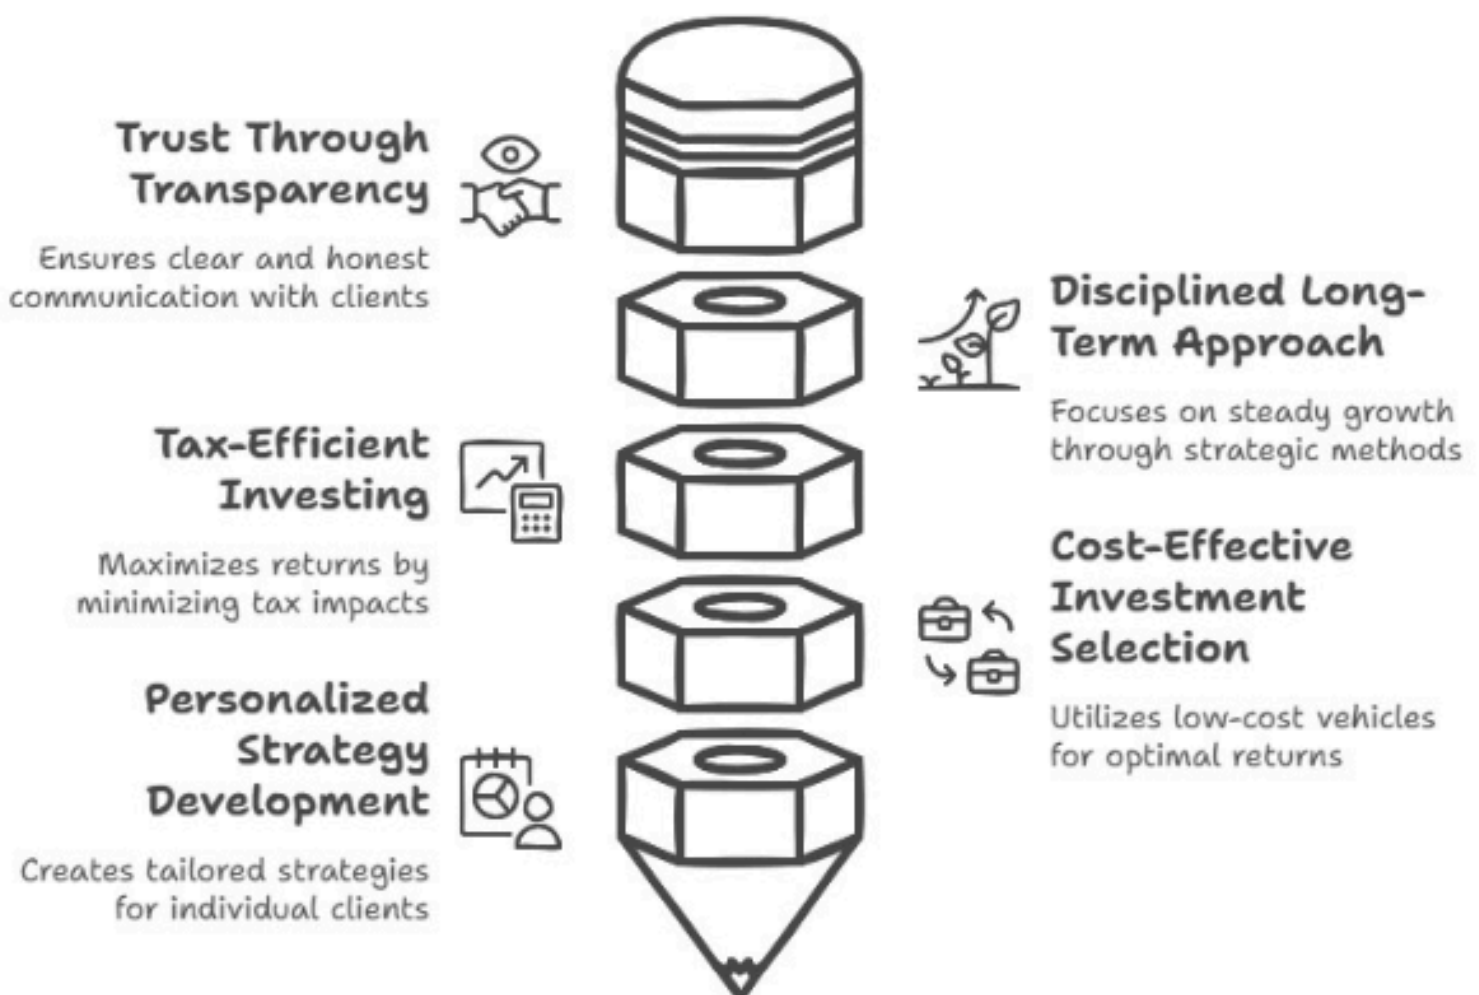 Trust Through
Transparency
Ensures clear and honest
communication with clients
Disciplined Long-
Term Approach
Focuses on steady growth
through strategic methods
Tax-Efficient
Investing
Maximizes returns by
minimizing tax impacts
Cost-Effective
Investment
Selection
Utilizes low-cost vehicles
for optimal returns
Personalized
Strategy
Development
Creates tailored strategies
for individual clients